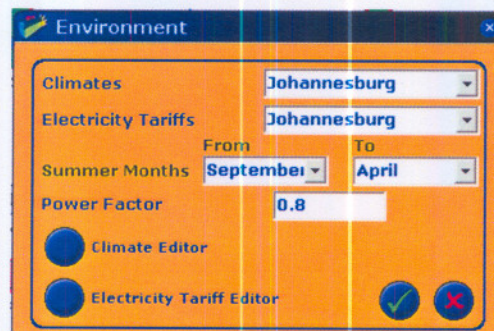 Environment
Climates Johannesburg
Electricity Tariffs Johannesburg
From To
Summer Months September April
Power Factor 0.8
Climate Editor
Electricity Tariff Editor